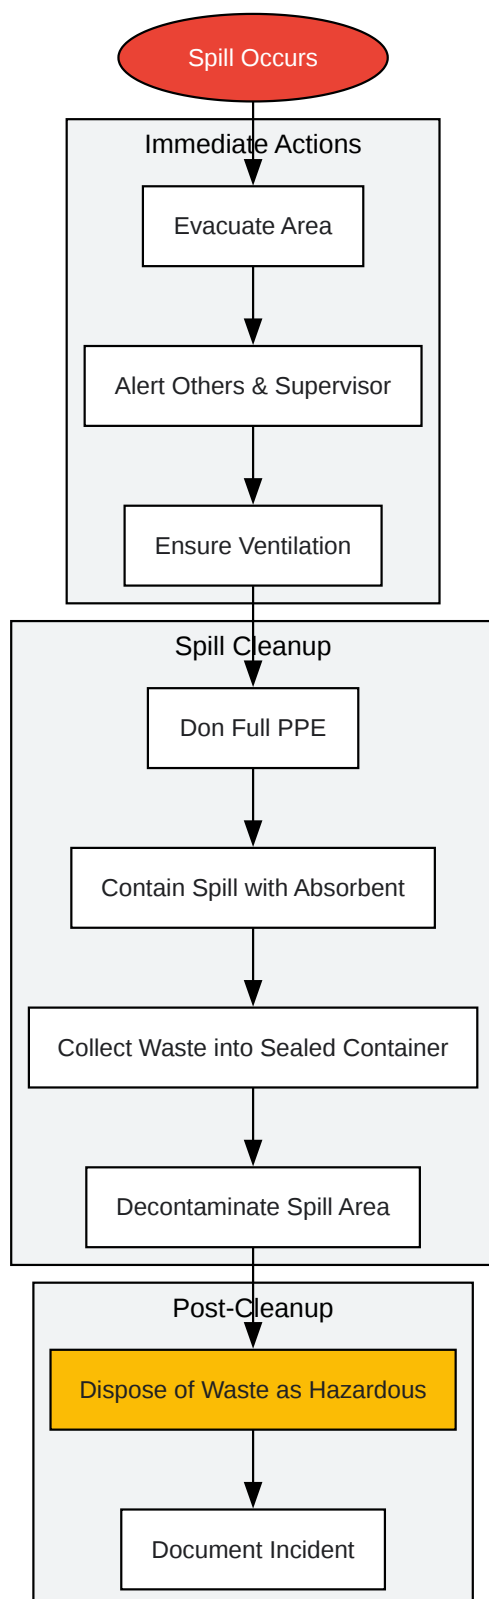 Spill Occurs
Immediate Actions
Evacuate Area
Alert Others & Supervisor
Ensure Ventilation
Spill Cleanup
Don Full PPE
Contain Spill with Absorbent
Collect Waste into Sealed Container
Decontaminate Spill Area
Post-Cleanup
Dispose of Waste as Hazardous
Document Incident